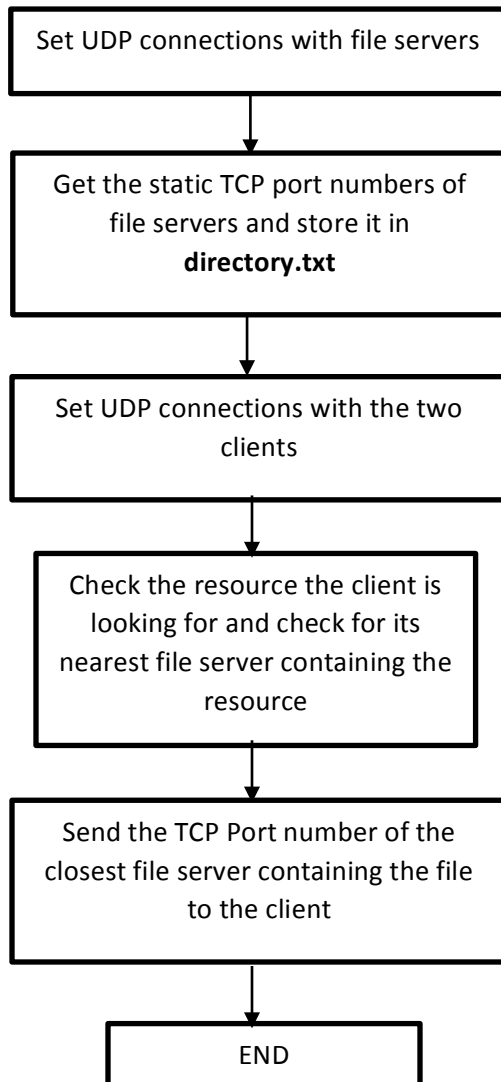 Set UDP connections with file servers
Get the static TCP port numbers of
file servers and store it in
directory.txt
Set UDP connections with the two
clients
Check the resource the client is
looking for and check for its
nearest file server containing the
resource
Send the TCP Port number of the
closest file server containing the file
to the client
END